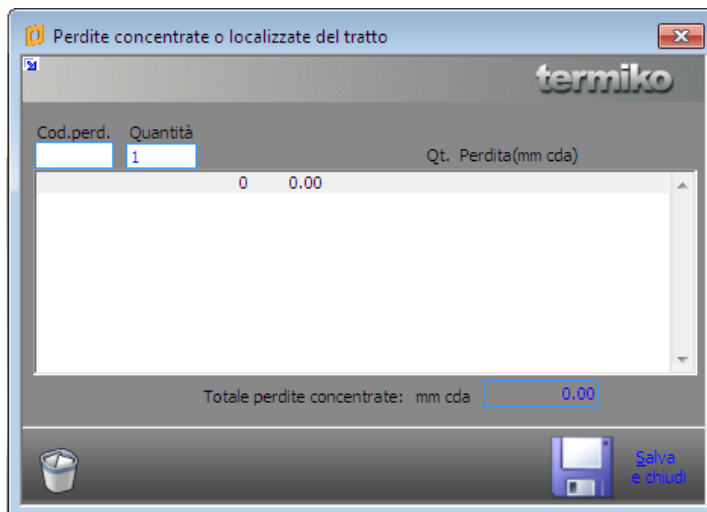 Perdite concentrate o localizzate del tratto
termiko
Cod.perd. Quantità
1
Qt. Perdita(mm cda)
0 0.00
Totale perdite concentrate: mm cda 0.00
Salva
e chiudi